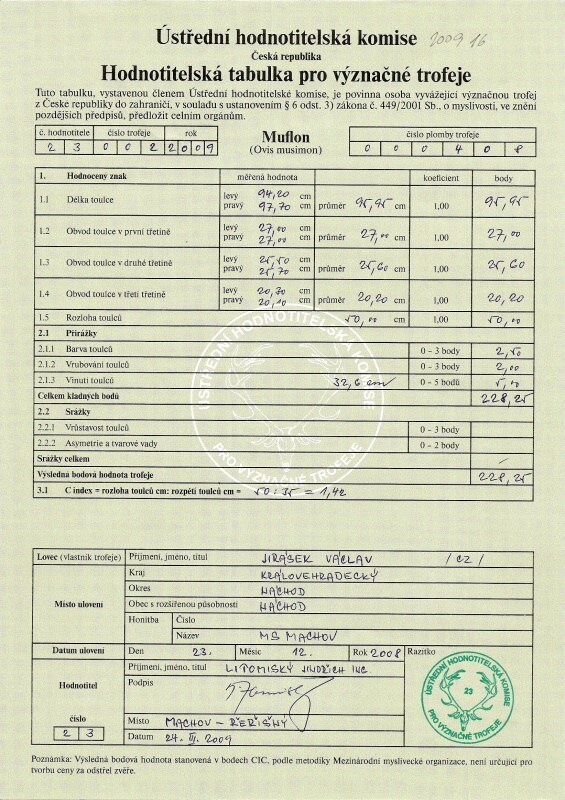 Ústřední hodnotitelská komise 2009 16
Česká republika
Hodnotitelská tabulka pro význačné trofeje
Tuto tabulku, vystavenou členem Ústřední hodnotitelské komise, je povinna osoba vyvážející význačnou trofej
z České republiky do zahraničí, v souladu s ustanovením § 6 odst. 3) zákona č. 449/2001 Sb., o myslivosti, ve znění
pozdějších předpisů, předložit celním orgánům.
č. hodnotitele číslo trofeje rok
2 3 0 0 2 2009
Muflon
(Ovis musimon)
číslo plomby trofeje
0 0 0 4 0 8
1. Hodnocený znak měřená hodnota koeficient body
1.1 Délka toulce levý 94,20 cm pravý 97,70 cm průměr 95,95 cm 1,00 95,95
1.2 Obvod toulce v první třetině levý 27,00 cm pravý 27,00 cm průměr 27,00 cm 1,00 27,00
1.3 Obvod toulce v druhé třetině levý 25,50 cm pravý 25,70 cm průměr 25,60 cm 1,00 25,60
1.4 Obvod toulce v třetí třetině levý 20,30 cm pravý 20,10 cm průměr 20,20 cm 1,00 20,20
1.5 Rozloha toulců 50,00 cm 1,00 50,00
2.1 Přirážky
2.1.1 Barva toulců 0 – 3 body 2,50
2.1.2 Vrubování toulců 0 – 3 body 2,00
2.1.3 Vinutí toulců 32,6 cm 0 – 5 bodů 5,00
Celkem kladných bodů 228,25
2.2 Srážky
2.2.1 Vrůstavost toulců 0 – 3 body
2.2.2 Asymetrie a tvarové vady 0 – 2 body
Srážky celkem /
Výsledná bodová hodnota trofeje 228,25
3.1 C index = rozloha toulců cm: rozpětí toulců cm = 50 : 35 = 1,42
ÚSTŘEDNÍ HODNOTITELSKÁ KOMISE
PRO VÝZNAČNÉ TROFEJE
Lovec (vlastník trofeje) Příjmení, jméno, titul JIRÁSEK VÁCLAV /CZ/
Místo ulovení
Kraj KRÁLOVEHRADECKÝ
Okres NÁCHOD
Obec s rozšířenou působností NÁCHOD
Honitba Číslo
Název MS MACHOV
Datum ulovení Den 23. Měsíc 12. Rok 2008 Razítko
Hodnotitel
Příjmení, jméno, titul LITOMISKÝ JINDŘICH ING.
Podpis
číslo
2 3
Místo MACHOV – ŘEŘIŠNÝ
Datum 24. III. 2009
ÚSTŘEDNÍ HODNOTITELSKÁ KOMISE
23
PRO VÝZNAČNÉ TROFEJE
Poznámka: Výsledná bodová hodnota stanovená v bodech CIC, podle metodiky Mezinárodní myslivecké organizace, není určující pro
tvorbu ceny za odstřel zvěře.